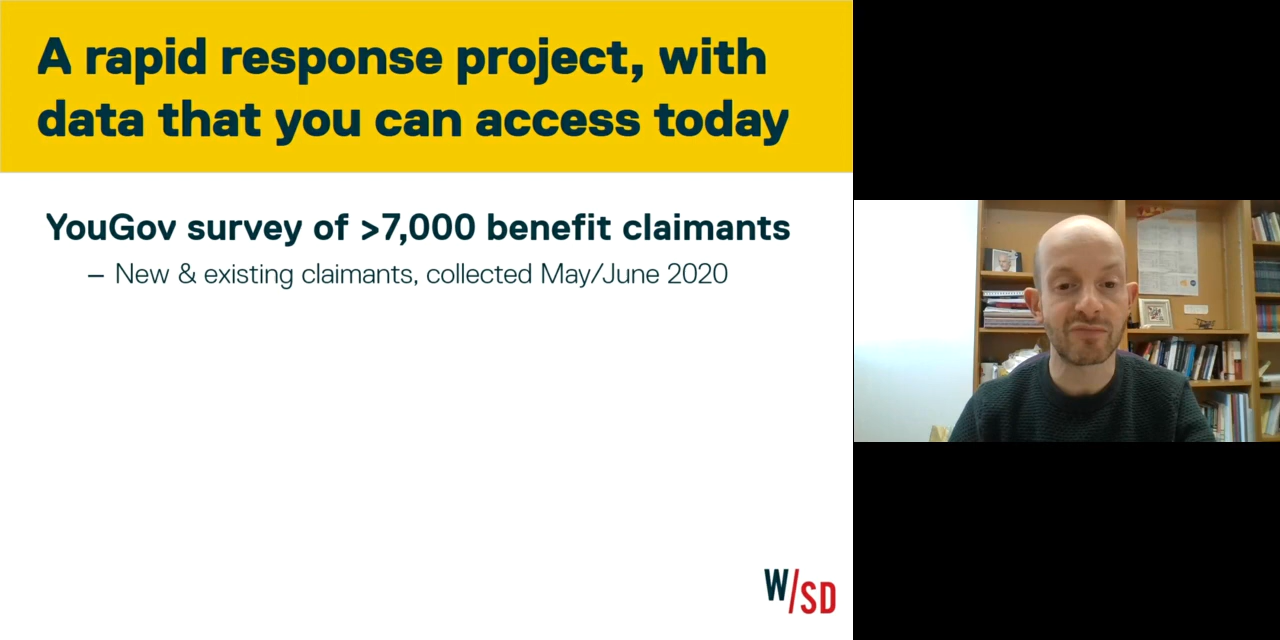 A rapid response project, with
data that you can access today
YouGov survey of >7,000 benefit claimants
– New & existing claimants, collected May/June 2020
W/SD